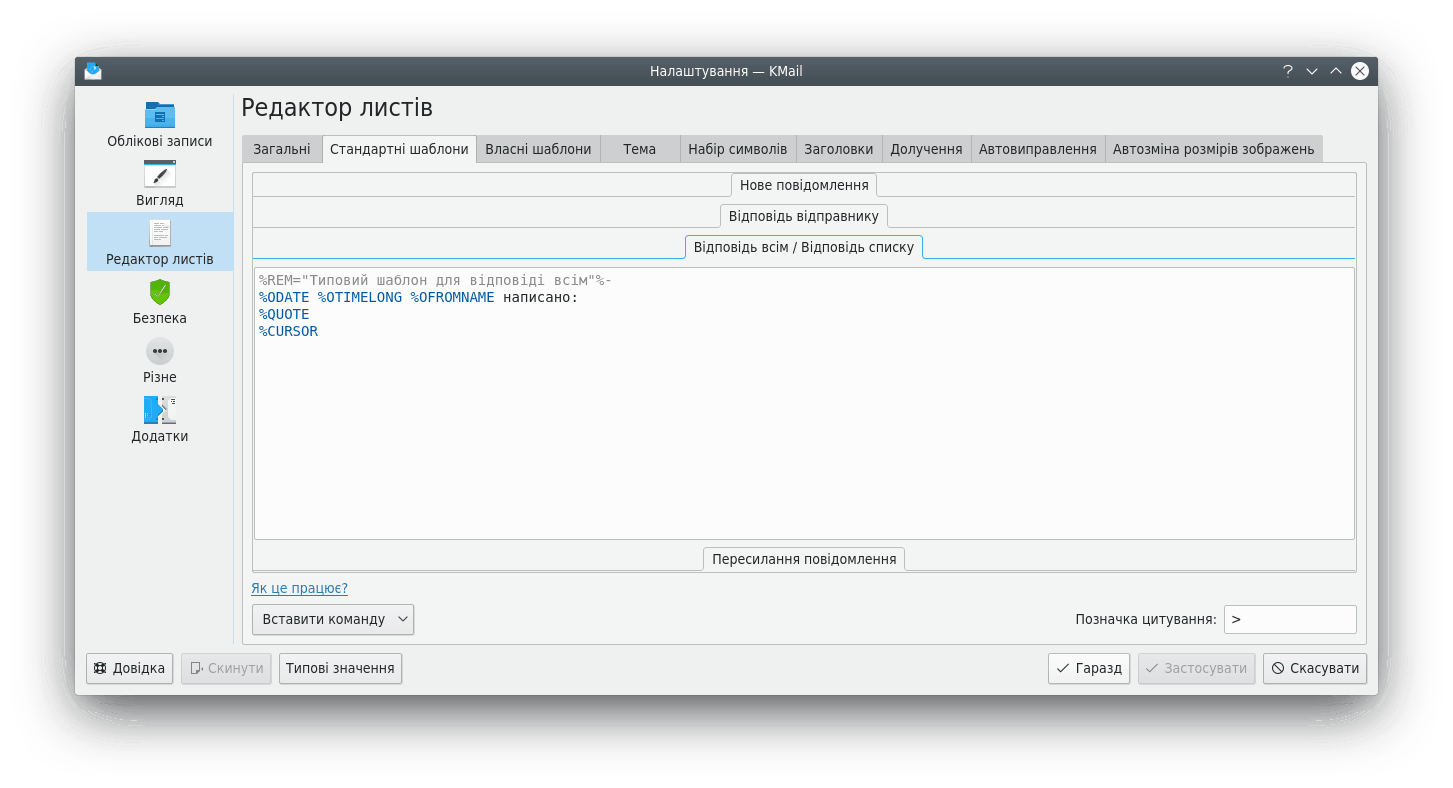 Налаштування — KMail
Облікові записи
Вигляд
Редактор листів
Безпека
Різне
Додатки
Редактор листів
Загальні Стандартні шаблони Власні шаблони Тема Набір символів Заголовки Долучення Автовиправлення Автозміна розмірів зображень
Нове повідомлення
Відповідь відправнику
Відповідь всім / Відповідь списку
%REM="Типовий шаблон для відповіді всім"%-
%ODATE %OTIMELONG %OFROMNAME написано:
%QUOTE
%CURSOR
Пересилання повідомлення
Як це працює?
Вставити команду Позначка цитування: >
Довідка Скинути Типові значення Гаразд Застосувати Скасувати